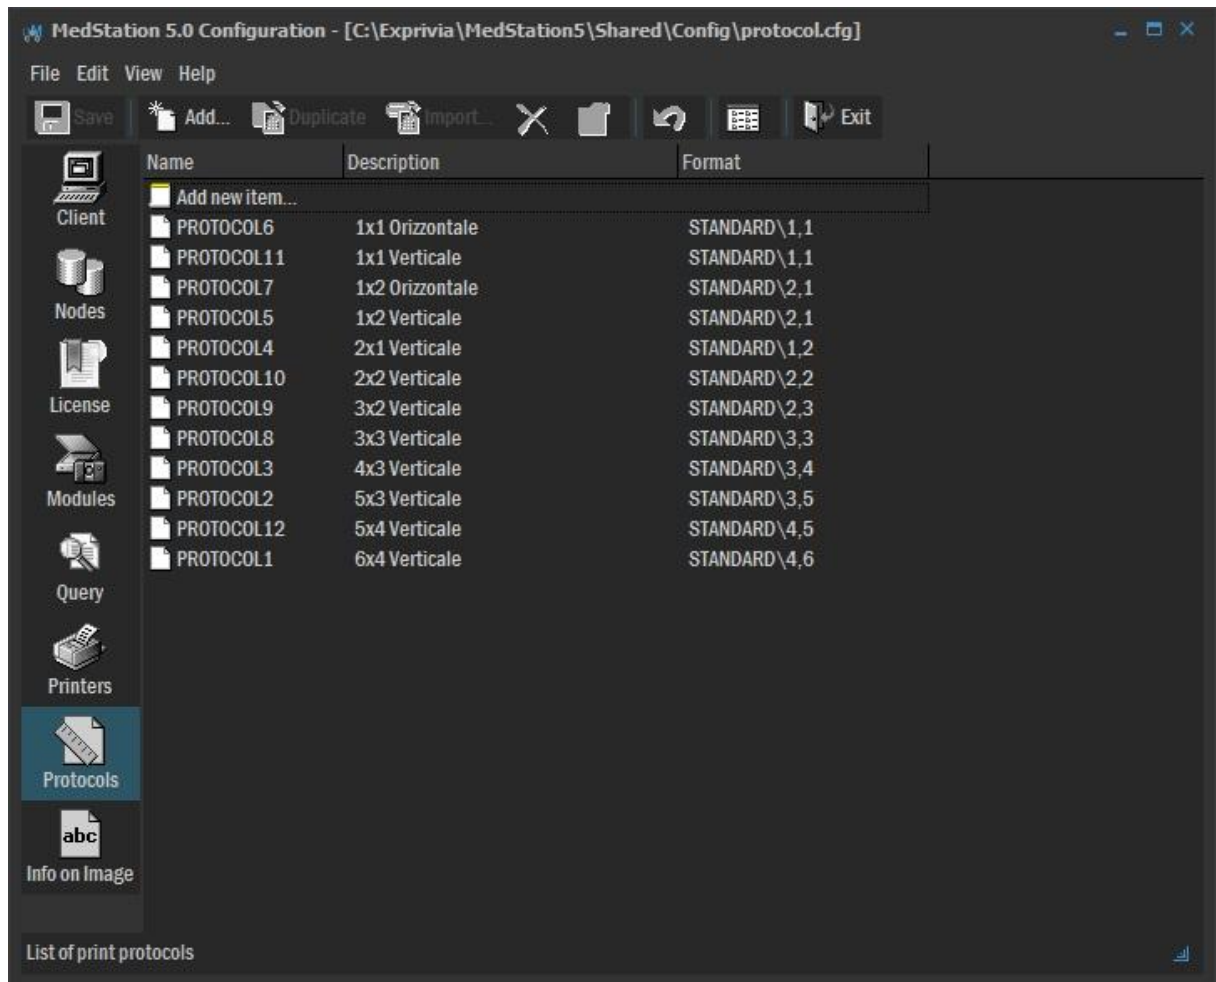 MedStation 5.0 Configuration - [C:\Exprivia\MedStation5\Shared\Config\protocol.cfg]
File Edit View Help
Save Add... Duplicate Import... Exit
Name Description Format
Add new item...
PROTOCOL6 1x1 Orizzontale STANDARD\1,1
PROTOCOL11 1x1 Verticale STANDARD\1,1
PROTOCOL7 1x2 Orizzontale STANDARD\2,1
PROTOCOL5 1x2 Verticale STANDARD\2,1
PROTOCOL4 2x1 Verticale STANDARD\1,2
PROTOCOL10 2x2 Verticale STANDARD\2,2
PROTOCOL9 3x2 Verticale STANDARD\2,3
PROTOCOL8 3x3 Verticale STANDARD\3,3
PROTOCOL3 4x3 Verticale STANDARD\3,4
PROTOCOL2 5x3 Verticale STANDARD\3,5
PROTOCOL12 5x4 Verticale STANDARD\4,5
PROTOCOL1 6x4 Verticale STANDARD\4,6
Client
Nodes
License
Modules
Query
Printers
Protocols
abc
Info on Image
List of print protocols